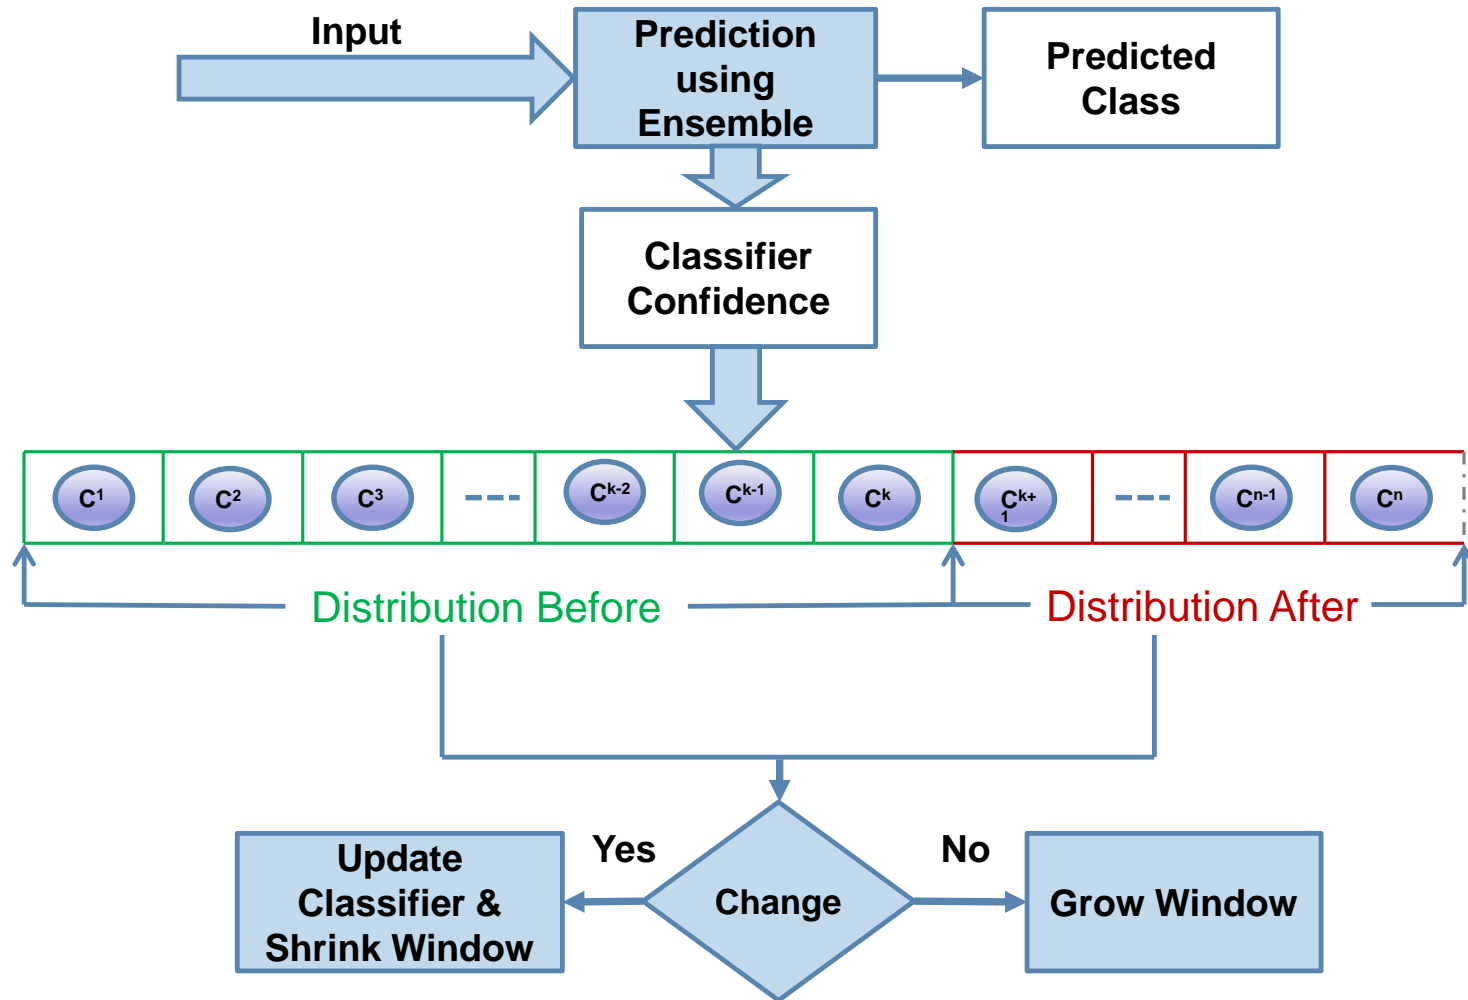 Input
Prediction
using
Ensemble
Predicted
Class
Classifier
Confidence
C1 C2 C3 ---- Ck-2 Ck-1 Ck Ck+1 ---- Cn-1 Cn
Distribution Before
Distribution After
Update
Classifier &
Shrink Window
Yes
Change
No
Grow Window